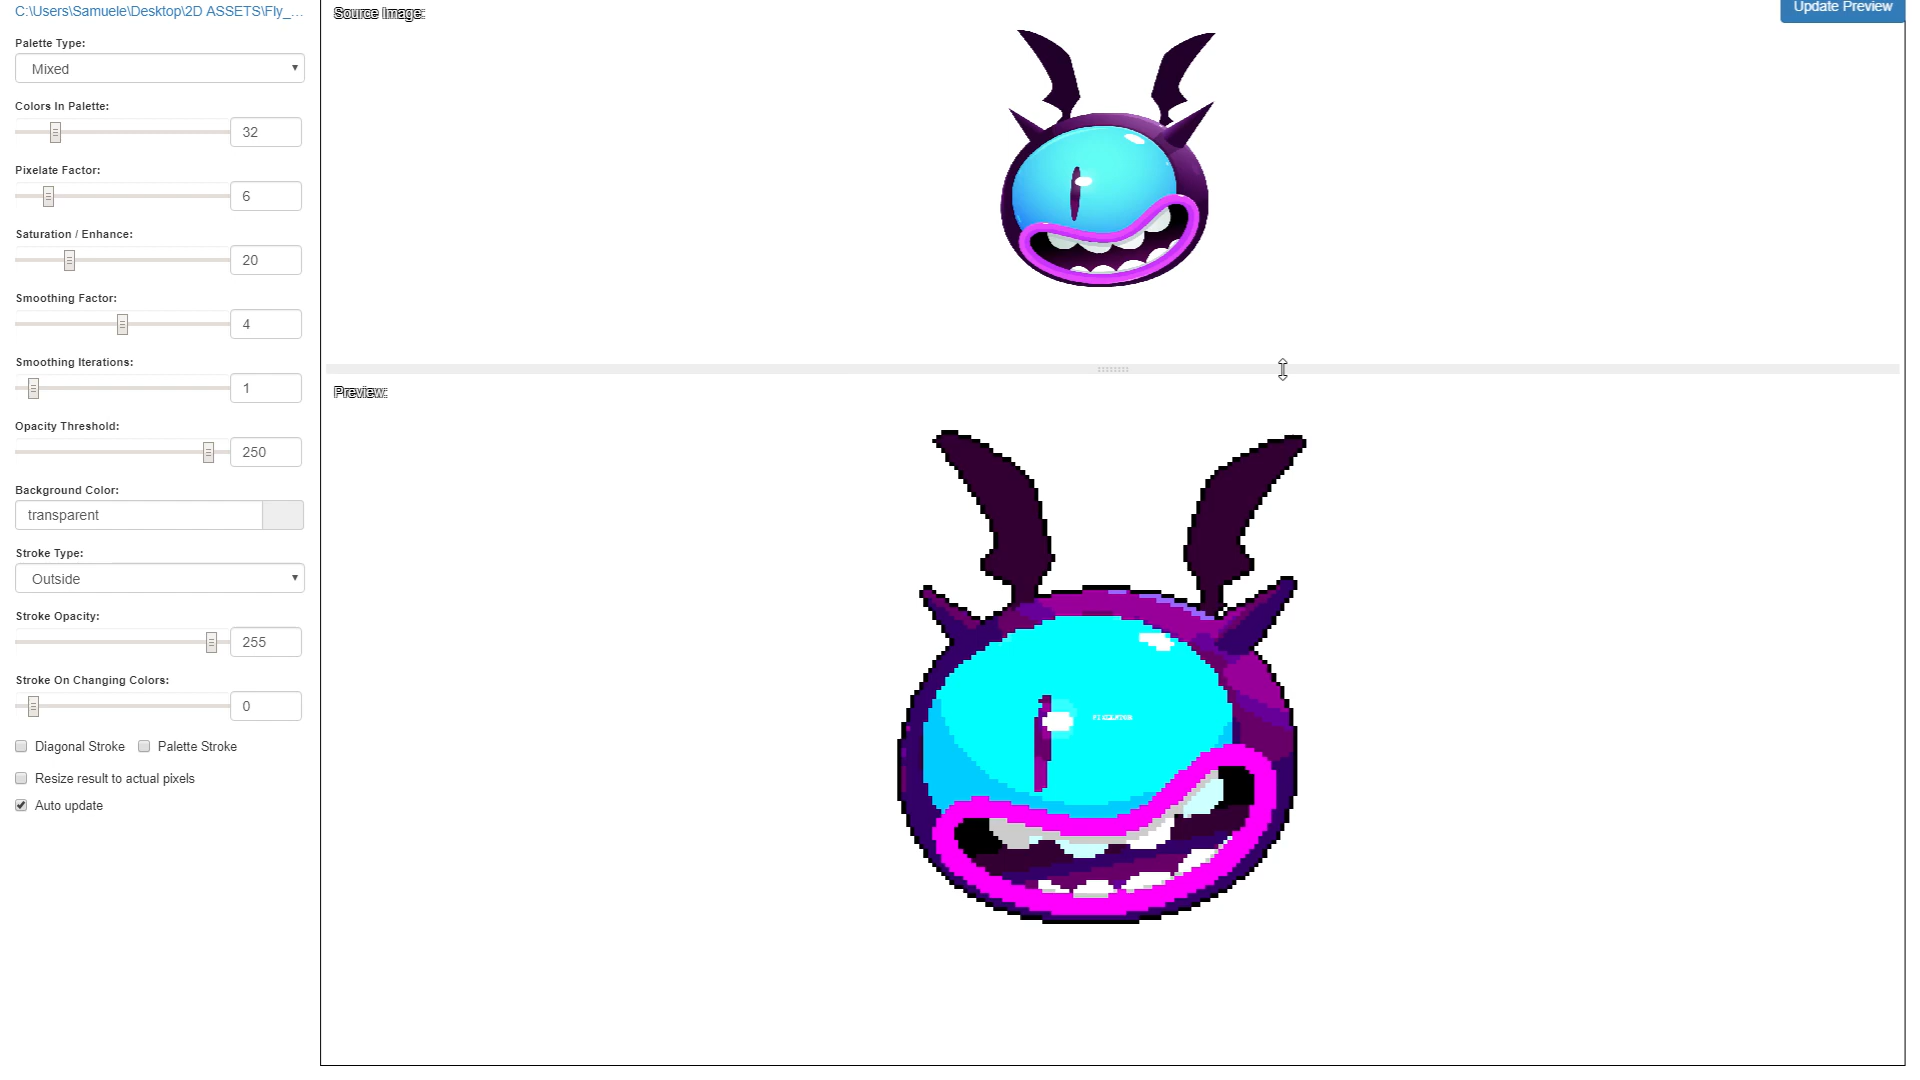 C:\Users\Samuele\Desktop\2D ASSETS\Fly_...
Palette Type:
Mixed
Colors In Palette:
32
Pixelate Factor:
6
Saturation / Enhance:
20
Smoothing Factor:
4
Smoothing Iterations:
1
Opacity Threshold:
250
Background Color:
transparent
Stroke Type:
Outside
Stroke Opacity:
255
Stroke On Changing Colors:
0
Diagonal Stroke Palette Stroke
Resize result to actual pixels
Auto update
Source Image:
Update Preview
Preview:
PIXELATOR